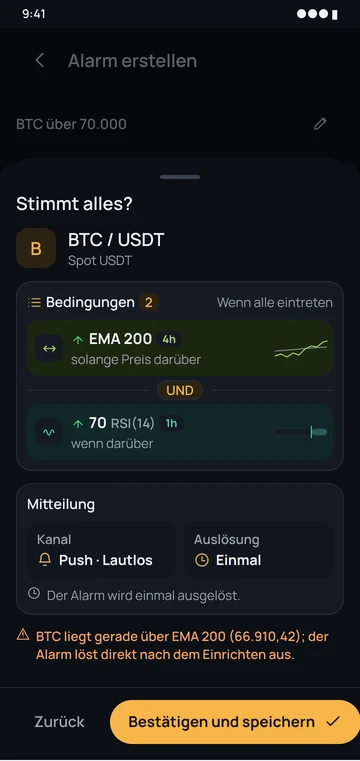 9:41
Alarm erstellen
BTC über 70.000
Stimmt alles?
B
BTC / USDT
Spot USDT
Bedingungen 2 Wenn alle eintreten
EMA 200 4h
solange Preis darüber
UND
70 RSI(14) 1h
wenn darüber
Mitteilung
Kanal
Push · Lautlos
Auslösung
Einmal
Der Alarm wird einmal ausgelöst.
BTC liegt gerade über EMA 200 (66.910,42); der
Alarm löst direkt nach dem Einrichten aus.
Zurück
Bestätigen und speichern